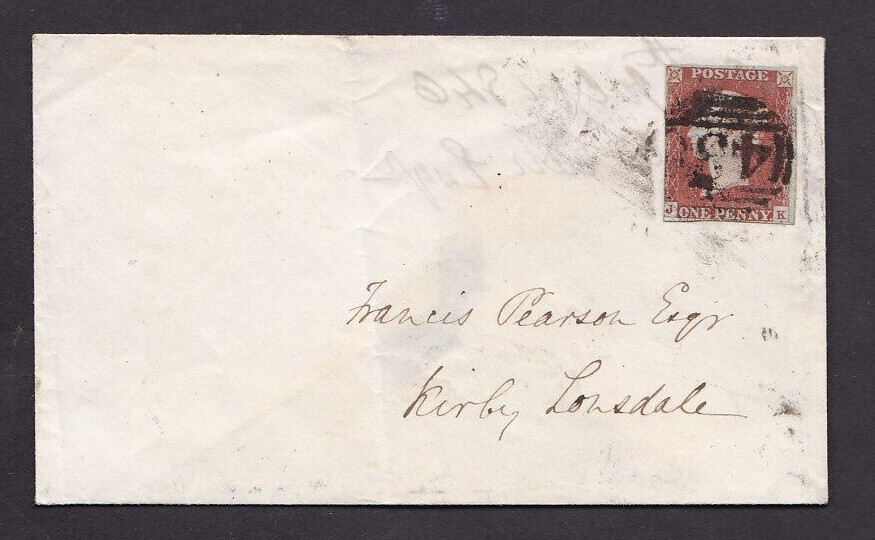 POSTAGE
J ONE PENNY K
Francis Pearson Esqr
Kirby Lonsdale